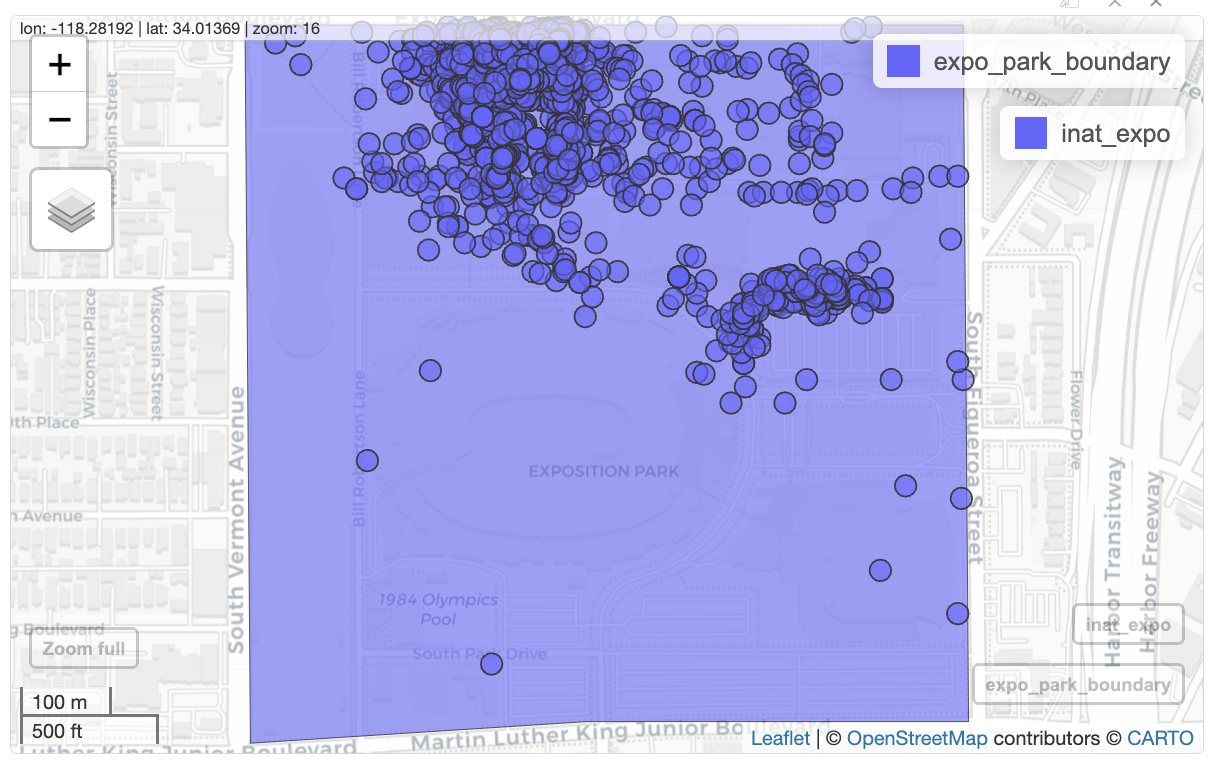 lon: -118.28192 | lat: 34.01369 | zoom: 16
+
−
expo_park_boundary
inat_expo
Wisconsin Street
Wisconsin Place
Wisconsin Street
South Vermont Avenue
Bill Robertson Lane
EXPOSITION PARK
1984 Olympics
Pool
South Park Drive
South Figueroa Street
Flower Drive
Harbor Transitway
Harbor Freeway
th Place
Avenue
g Boulevard
Zoom full
inat_expo
expo_park_boundary
100 m
500 ft
Luther King Junior Boulevard
Martin Luther King Junior Bo
Leaflet | © OpenStreetMap contributors © CARTO